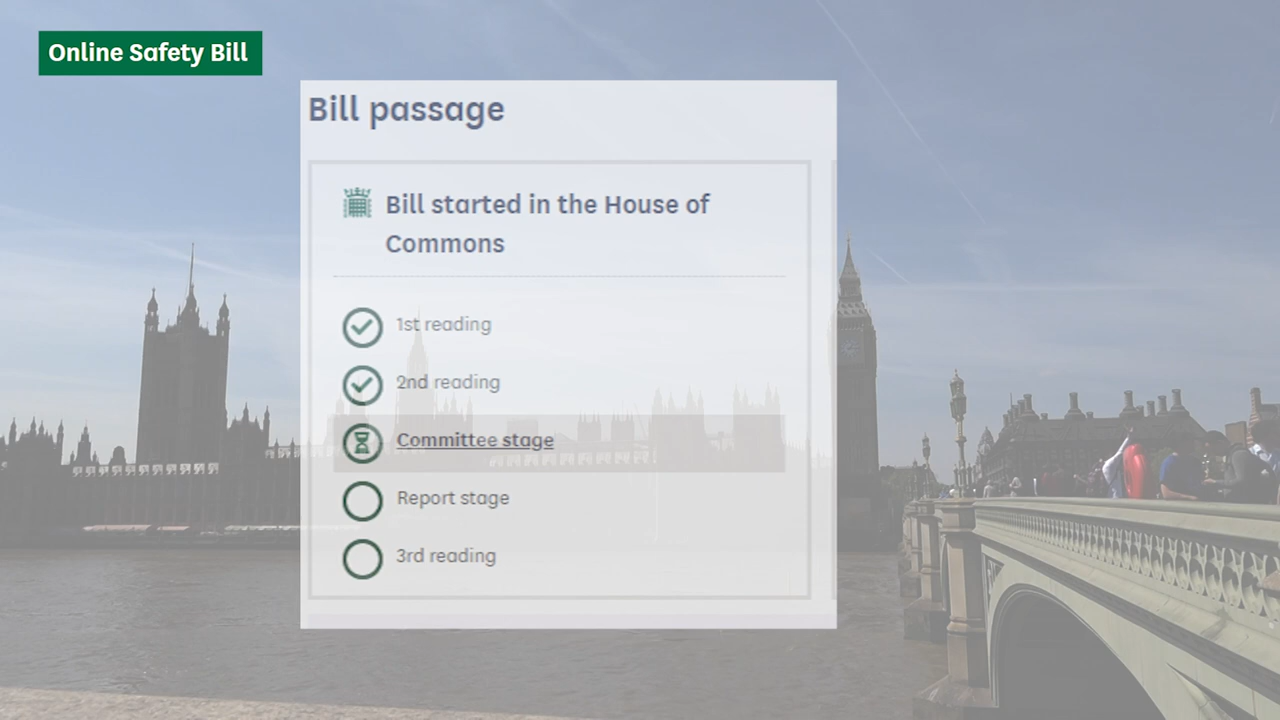 Online Safety Bill
Bill passage
Bill started in the House of
Commons
1st reading
2nd reading
Committee stage
Report stage
3rd reading